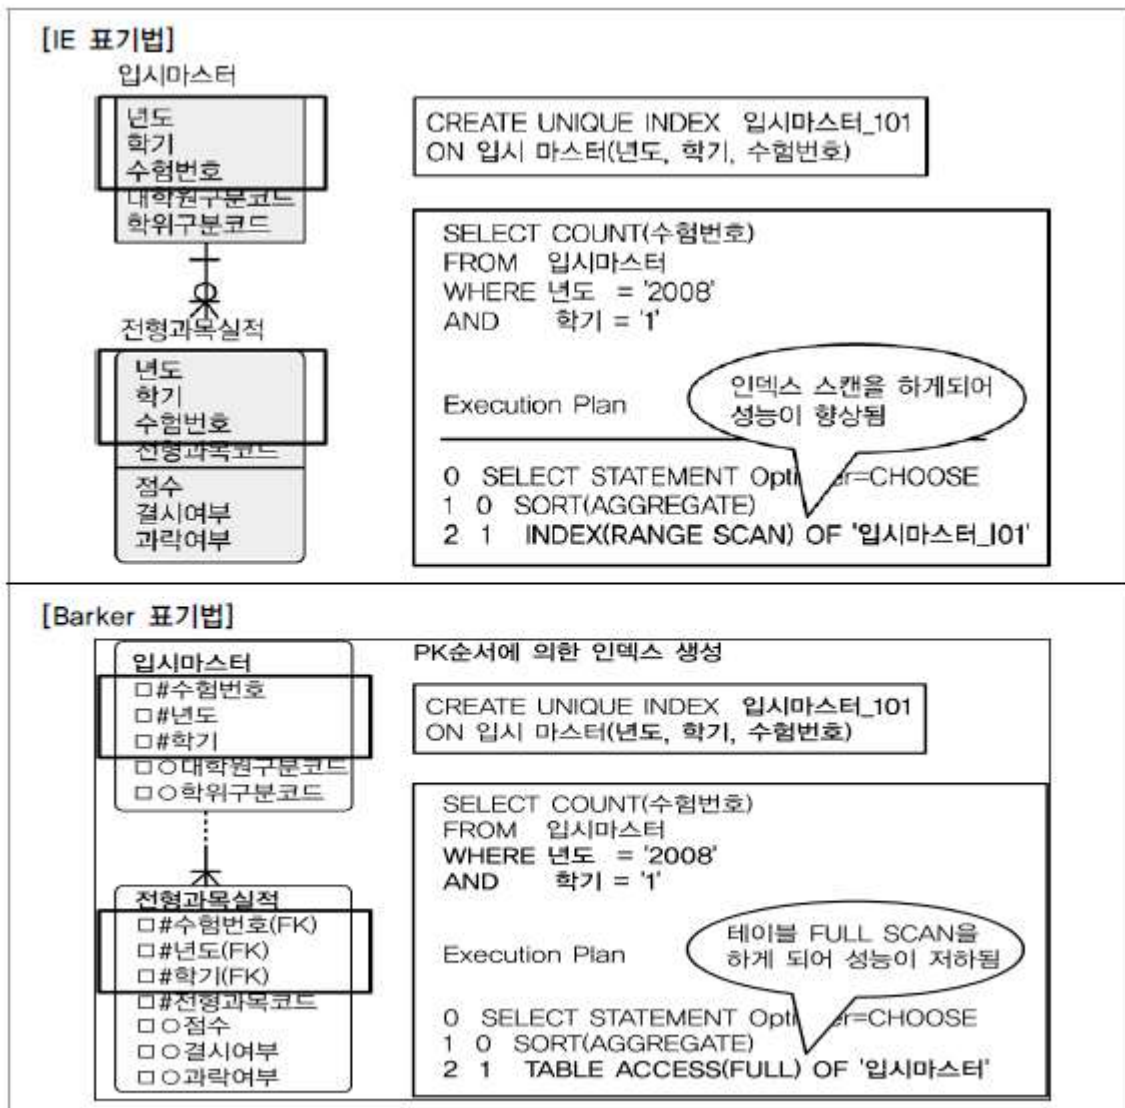 [IE 표기법]
입시마스터
년도
학기
수험번호
대학원구분코드
학위구분코드
전형과목실적
년도
학기
수험번호
전형과목코드
점수
결시여부
과락여부
CREATE UNIQUE INDEX 입시마스터_101
ON 입시 마스터(년도, 학기, 수험번호)
SELECT COUNT(수험번호)
FROM 입시마스터
WHERE 년도 = '2008'
AND 학기 = '1'
인덱스 스캔을 하게되어
성능이 향상됨
Execution Plan
0 SELECT STATEMENT Opti er=CHOOSE
1 0 SORT(AGGREGATE)
2 1 INDEX(RANGE SCAN) OF '입시마스터_I01'
[Barker 표기법]
입시마스터
□#수험번호
□#년도
□#학기
□○대학원구분코드
□○학위구분코드
전형과목실적
□#수험번호(FK)
□#년도(FK)
□#학기(FK)
□#전형과목코드
□○점수
□○결시여부
□○과락여부
PK순서에 의한 인덱스 생성
CREATE UNIQUE INDEX 입시마스터_101
ON 입시 마스터(년도, 학기, 수험번호)
SELECT COUNT(수험번호)
FROM 입시마스터
WHERE 년도 = '2008'
AND 학기 = '1'
테이블 FULL SCAN을
하게 되어 성능이 저하됨
Execution Plan
0 SELECT STATEMENT Opti er=CHOOSE
1 0 SORT(AGGREGATE)
2 1 TABLE ACCESS(FULL) OF '입시마스터'